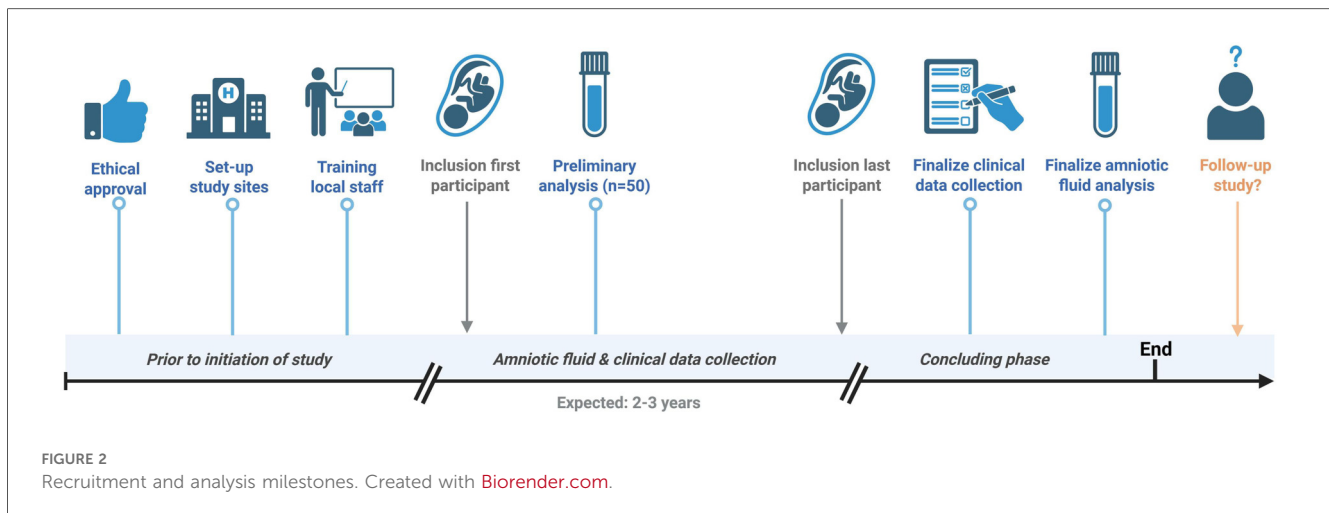 H
?
Ethical
approval
Set-up
study sites
Training
local staff
Inclusion first
participant
Preliminary
analysis (n=50)
Inclusion last
participant
Finalize clinical
data collection
Finalize amniotic
fluid analysis
Follow-up
study?
Prior to initiation of study
Amniotic fluid & clinical data collection
Concluding phase
End
Expected: 2-3 years
FIGURE 2
Recruitment and analysis milestones. Created with Biorender.com.